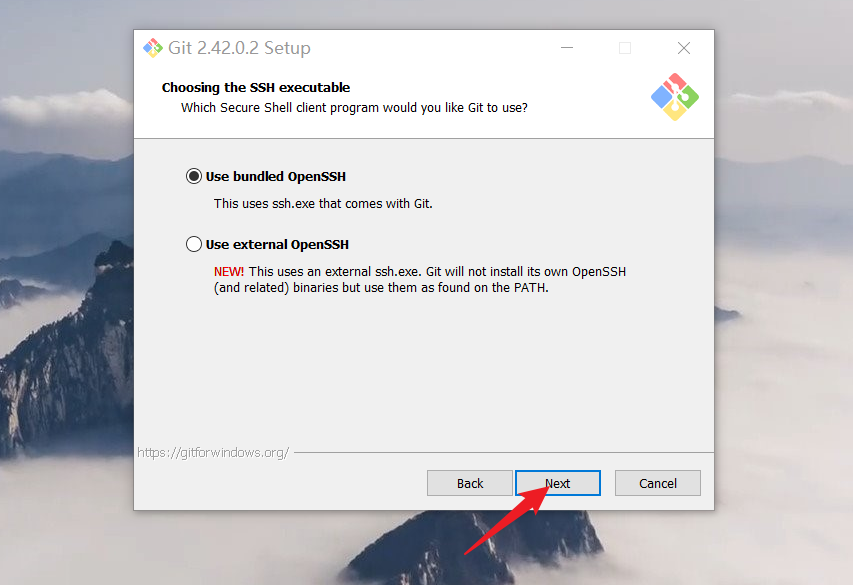 Git 2.42.0.2 Setup
Choosing the SSH executable
Which Secure Shell client program would you like Git to use?
Use bundled OpenSSH
This uses ssh.exe that comes with Git.
Use external OpenSSH
NEW! This uses an external ssh.exe. Git will not install its own OpenSSH
(and related) binaries but use them as found on the PATH.
https://gitforwindows.org/
Back Next Cancel